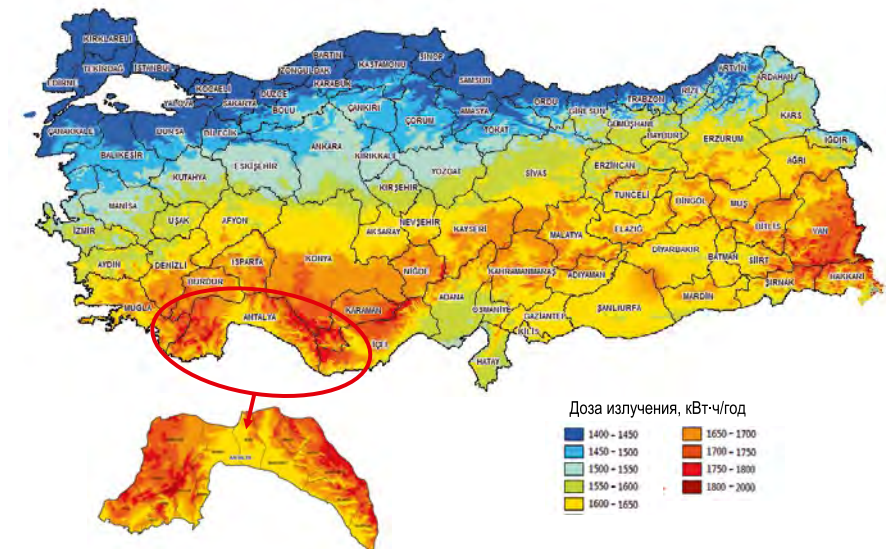 KIRKLARELİ
EDİRNE
TEKİRDAĞ
İSTANBUL
KOCAELİ
YALOVA
SAKARYA
DÜZCE
BOLU
ZONGULDAK
BARTIN
KARABÜK
KASTAMONU
SİNOP
SAMSUN
ÇANKIRI
ÇORUM
AMASYA
TOKAT
ORDU
GİRESUN
TRABZON
RİZE
ARTVİN
ARDAHAN
KARS
IĞDIR
GÜMÜŞHANE
BAYBURT
ERZURUM
AĞRI
ÇANAKKALE
BURSA
BİLECİK
BALIKESİR
ESKİŞEHİR
KÜTAHYA
ANKARA
KIRIKKALE
KIRŞEHİR
YOZGAT
SİVAS
ERZİNCAN
TUNCELİ
BİNGÖL
MUŞ
BİTLİS
VAN
MANİSA
İZMİR
UŞAK
AFYON
AYDIN
DENİZLİ
ISPARTA
BURDUR
MUĞLA
ANTALYA
KONYA
AKSARAY
NEVŞEHİR
NİĞDE
KAYSERİ
MALATYA
ELAZIĞ
DİYARBAKIR
BATMAN
SİİRT
ŞIRNAK
HAKKARİ
KARAMAN
İÇEL
ADANA
OSMANİYE
KAHRAMANMARAŞ
ADIYAMAN
GAZİANTEP
KİLİS
ŞANLIURFA
MARDİN
HATAY
Доза излучения, кВт·ч/год
1400 - 1450
1450 - 1500
1500 - 1550
1550 - 1600
1600 - 1650
1650 - 1700
1700 - 1750
1750 - 1800
1800 - 2000